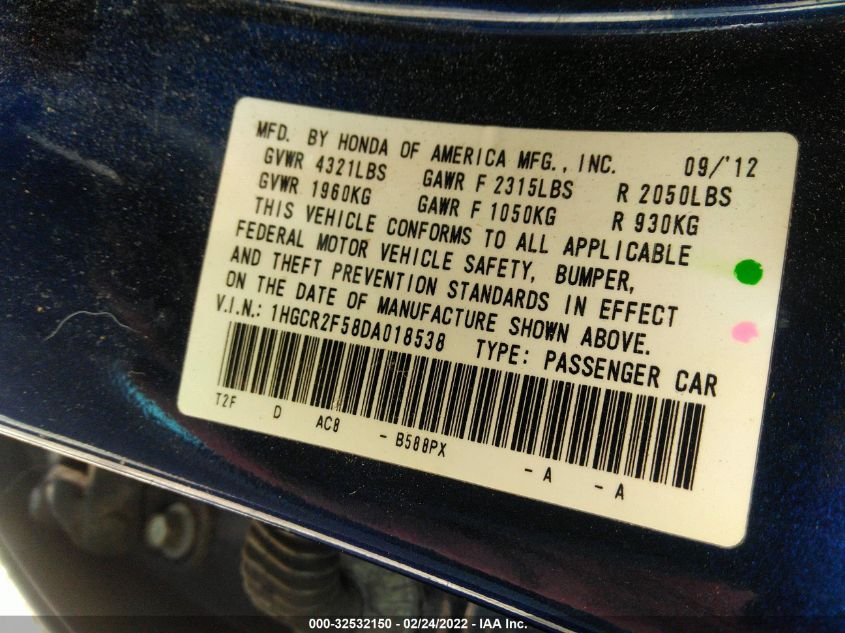 MFD. BY HONDA OF AMERICA MFG., INC. 09/'12
GVWR 4321LBS GAWR F 2315LBS R 2050LBS
GVWR 1960KG GAWR F 1050KG R 930KG
THIS VEHICLE CONFORMS TO ALL APPLICABLE
FEDERAL MOTOR VEHICLE SAFETY, BUMPER,
AND THEFT PREVENTION STANDARDS IN EFFECT
ON THE DATE OF MANUFACTURE SHOWN ABOVE.
V.I.N.: 1HGCR2F58DA018538 TYPE: PASSENGER CAR
T2F D AC8 - B588PX - A - A
000-32532150 - 02/24/2022 - IAA Inc.